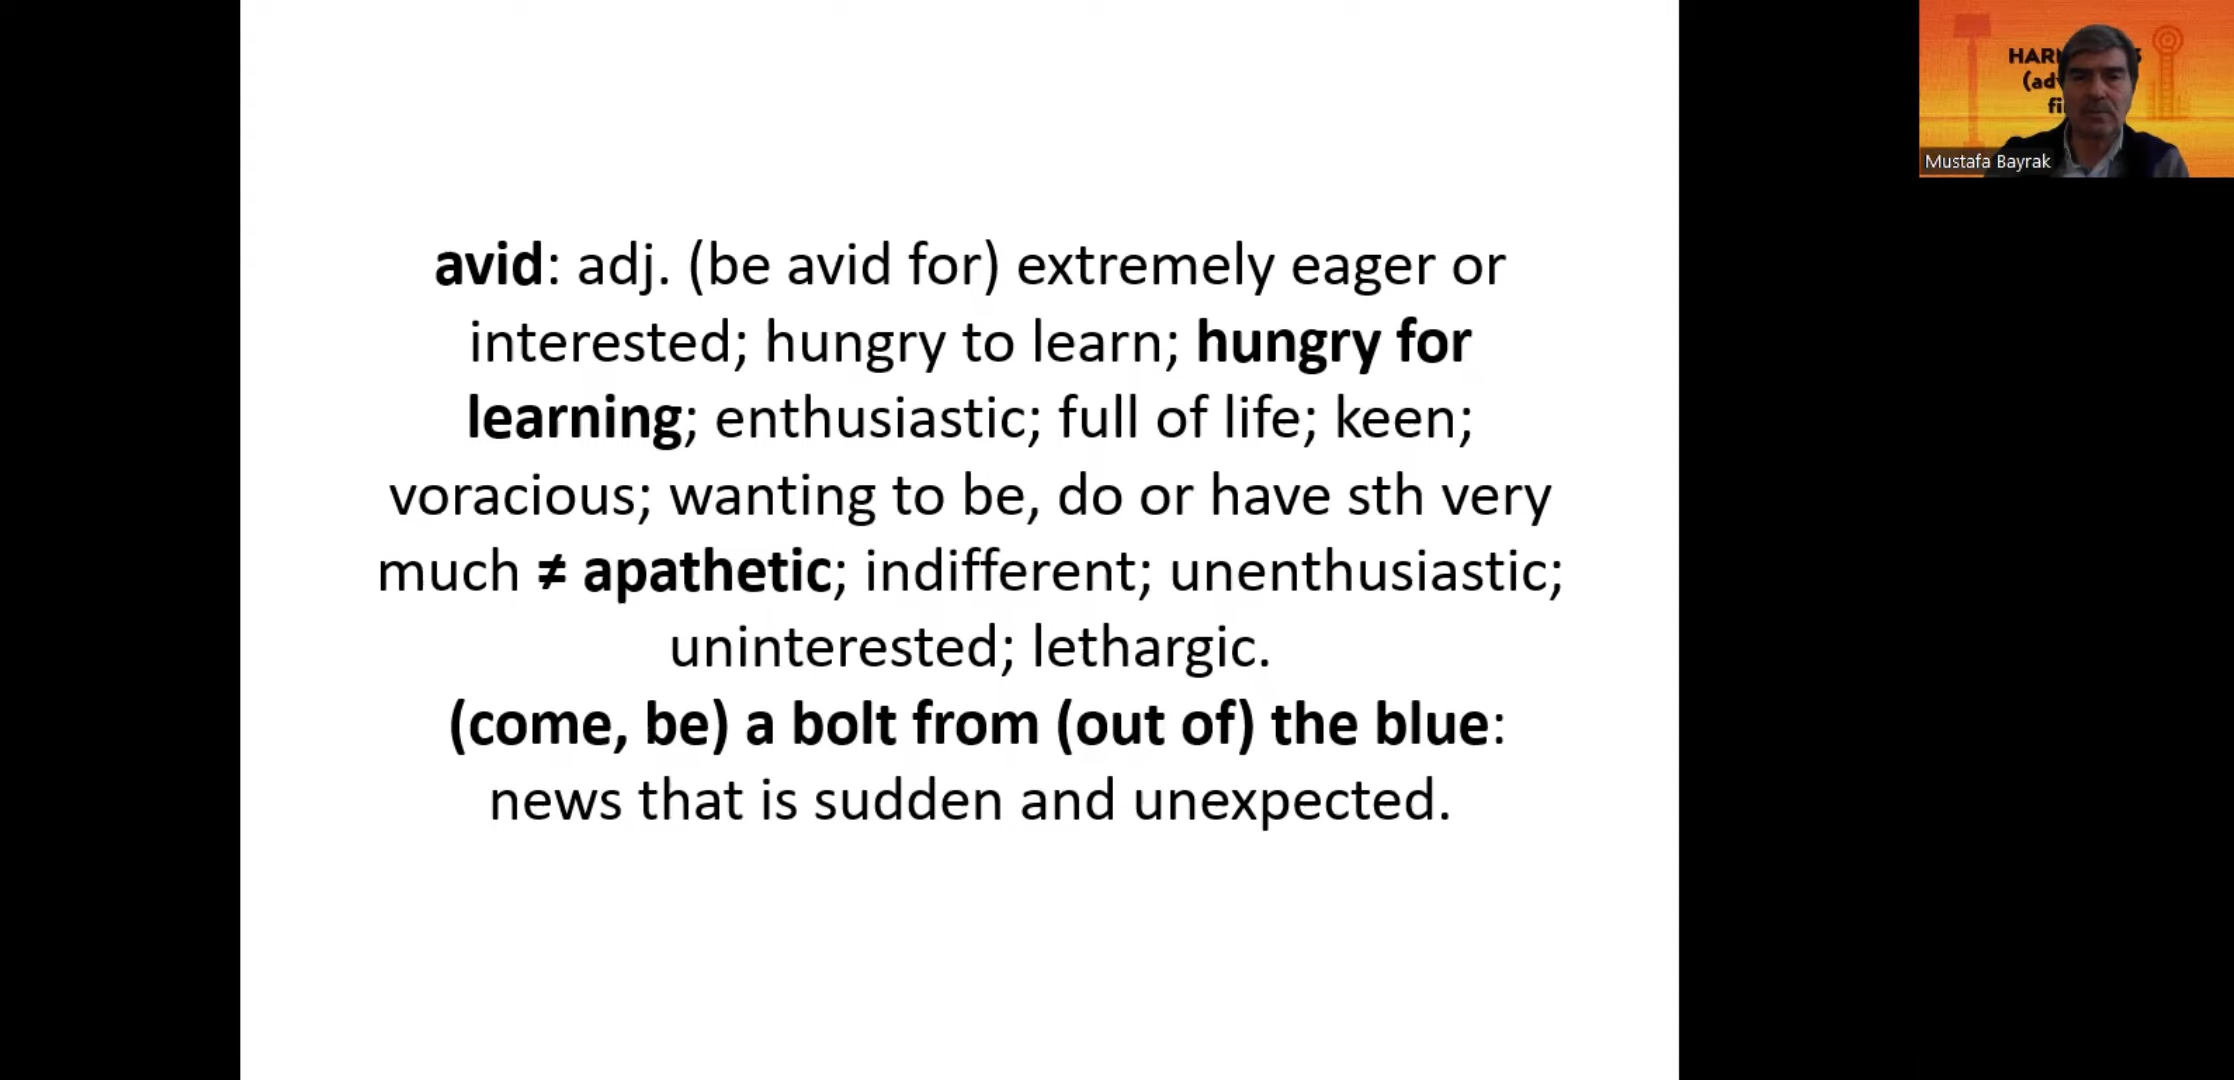 avid: adj. (be avid for) extremely eager or
interested; hungry to learn; hungry for
learning; enthusiastic; full of life; keen;
voracious; wanting to be, do or have sth very
much ≠ apathetic; indifferent; unenthusiastic;
uninterested; lethargic.
(come, be) a bolt from (out of) the blue:
news that is sudden and unexpected.
Mustafa Bayrak